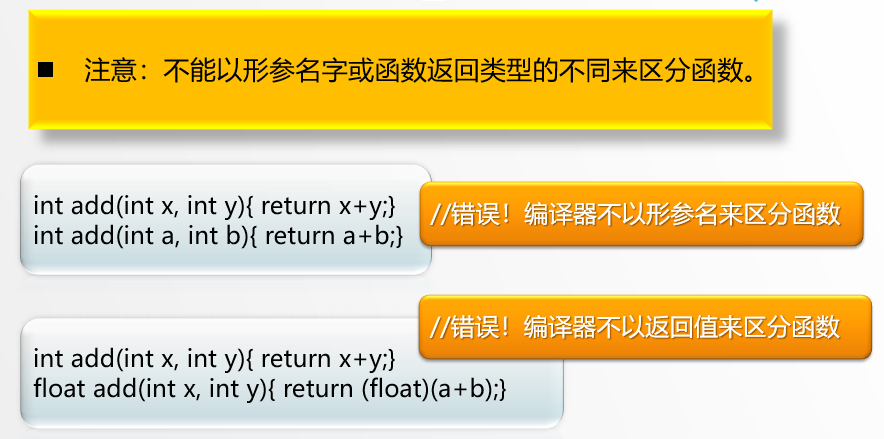 ■ 注意：不能以形参名字或函数返回类型的不同来区分函数。
int add(int x, int y){ return x+y;}
int add(int a, int b){ return a+b;}
//错误！编译器不以形参名来区分函数
//错误！编译器不以返回值来区分函数
int add(int x, int y){ return x+y;}
float add(int x, int y){ return (float)(a+b);}